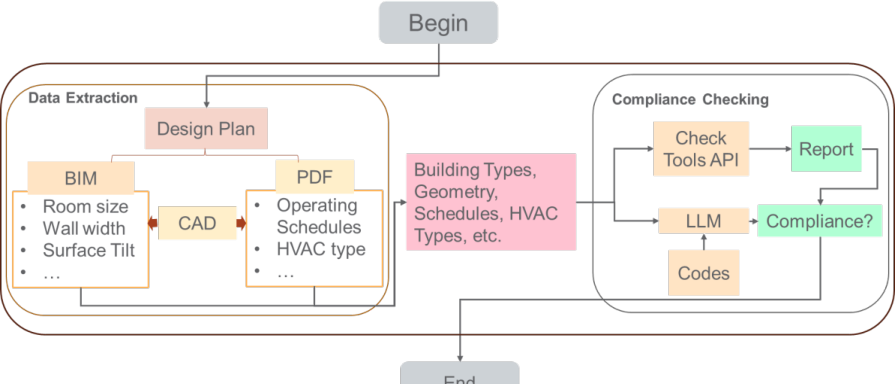 Begin
Data Extraction
Design Plan
BIM
• Room size
• Wall width
• Surface Tilt
• …
CAD
PDF
• Operating
Schedules
• HVAC type
• …
Building Types,
Geometry,
Schedules, HVAC
Types, etc.
Compliance Checking
Check
Tools API
Report
LLM
Compliance?
Codes
End